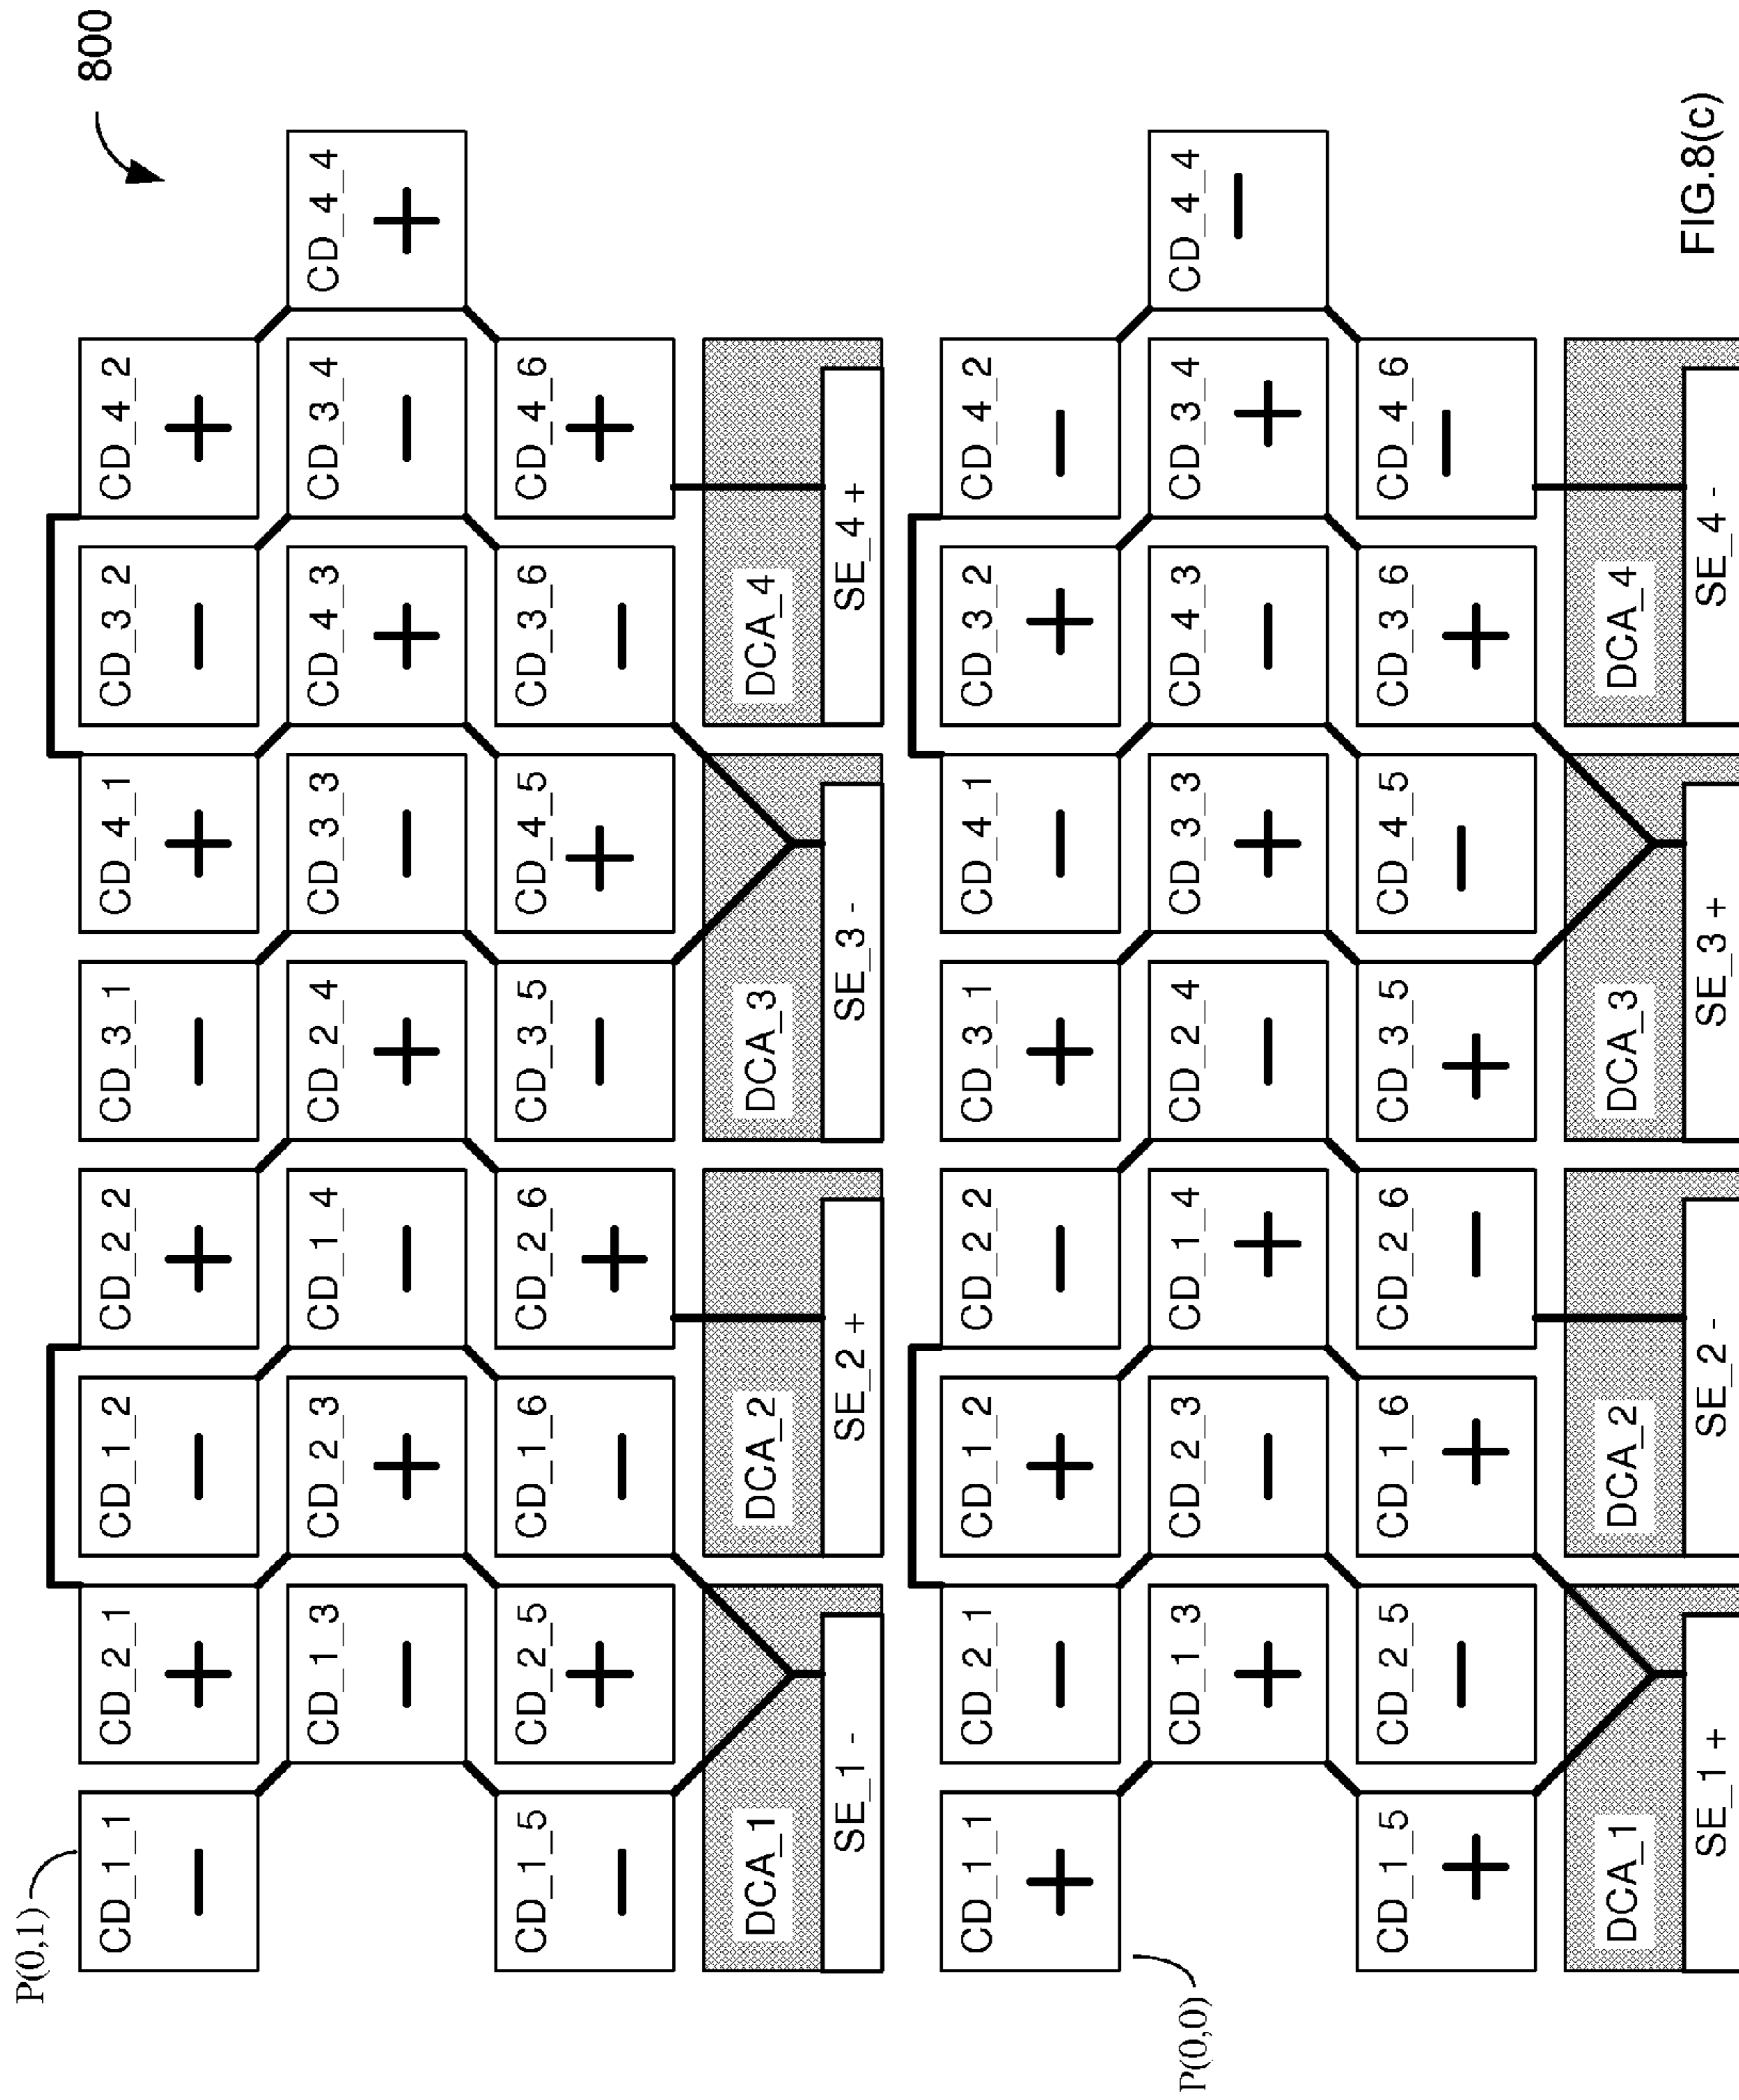 P(0,1)
800
CD_1_1 CD_2_1 CD_1_2 CD_2_2 CD_3_1 CD_4_1 CD_3_2 CD_4_2
− + − + − + − +
CD_1_3 CD_2_3 CD_1_4 CD_2_4 CD_3_3 CD_4_3 CD_3_4 CD_4_4
− + − + − + − +
CD_1_5 CD_2_5 CD_1_6 CD_2_6 CD_3_5 CD_4_5 CD_3_6 CD_4_6
− + − + − + − +
DCA_1 DCA_2 DCA_3 DCA_4
SE_1 - SE_2 + SE_3 - SE_4 +
CD_1_1 CD_2_1 CD_1_2 CD_2_2 CD_3_1 CD_4_1 CD_3_2 CD_4_2
+ − + − + − + −
P(0,0)
CD_1_3 CD_2_3 CD_1_4 CD_2_4 CD_3_3 CD_4_3 CD_3_4 CD_4_4
+ − + − + − + −
CD_1_5 CD_2_5 CD_1_6 CD_2_6 CD_3_5 CD_4_5 CD_3_6 CD_4_6
+ − + − + − + −
DCA_1 DCA_2 DCA_3 DCA_4
SE_1 + SE_2 - SE_3 + SE_4 -
FIG.8(c)